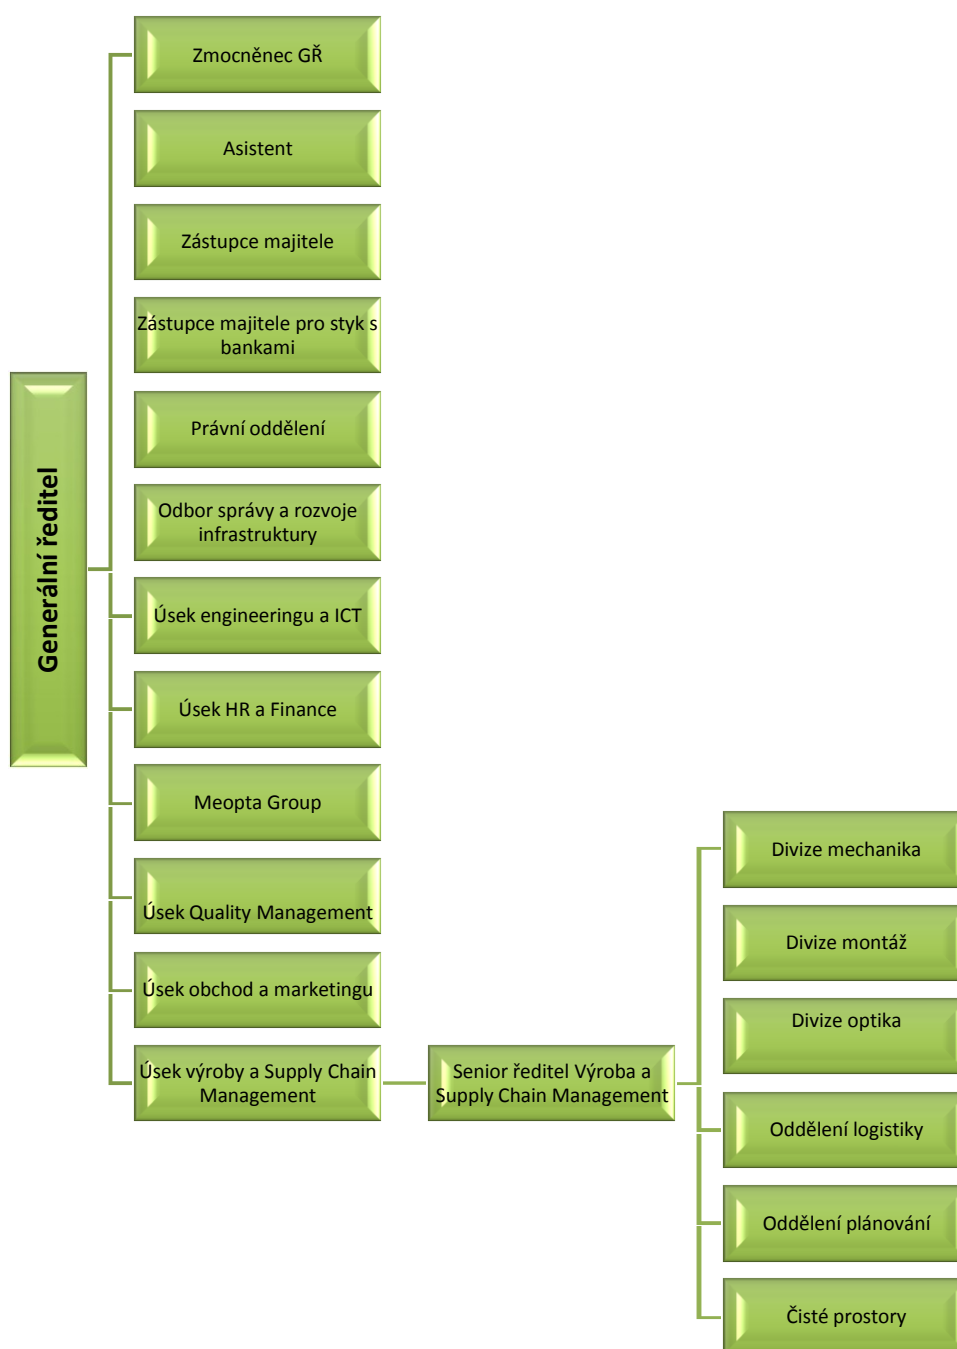 Generální ředitel
Zmocněnec GŘ
Asistent
Zástupce majitele
Zástupce majitele pro styk s
bankami
Právní oddělení
Odbor správy a rozvoje
infrastruktury
Úsek engineeringu a ICT
Úsek HR a Finance
Meopta Group
Úsek Quality Management
Úsek obchod a marketingu
Úsek výroby a Supply Chain
Management
Senior ředitel Výroba a
Supply Chain Management
Divize mechanika
Divize montáž
Divize optika
Oddělení logistiky
Oddělení plánování
Čisté prostory